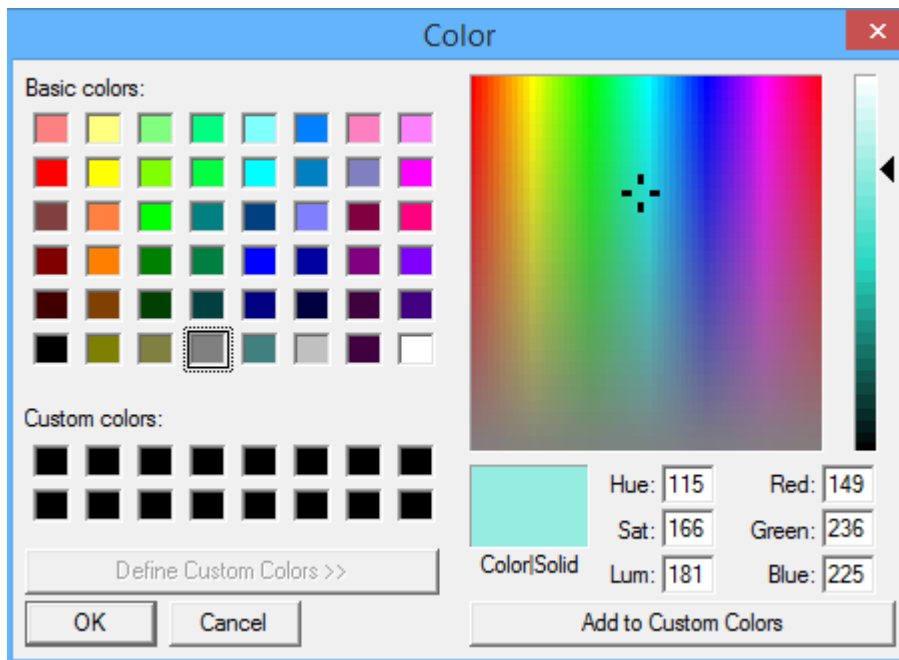 Color
Basic colors:
Custom colors:
Define Custom Colors >>
OK
Cancel
Color|Solid
Hue: 115
Sat: 166
Lum: 181
Red: 149
Green: 236
Blue: 225
Add to Custom Colors